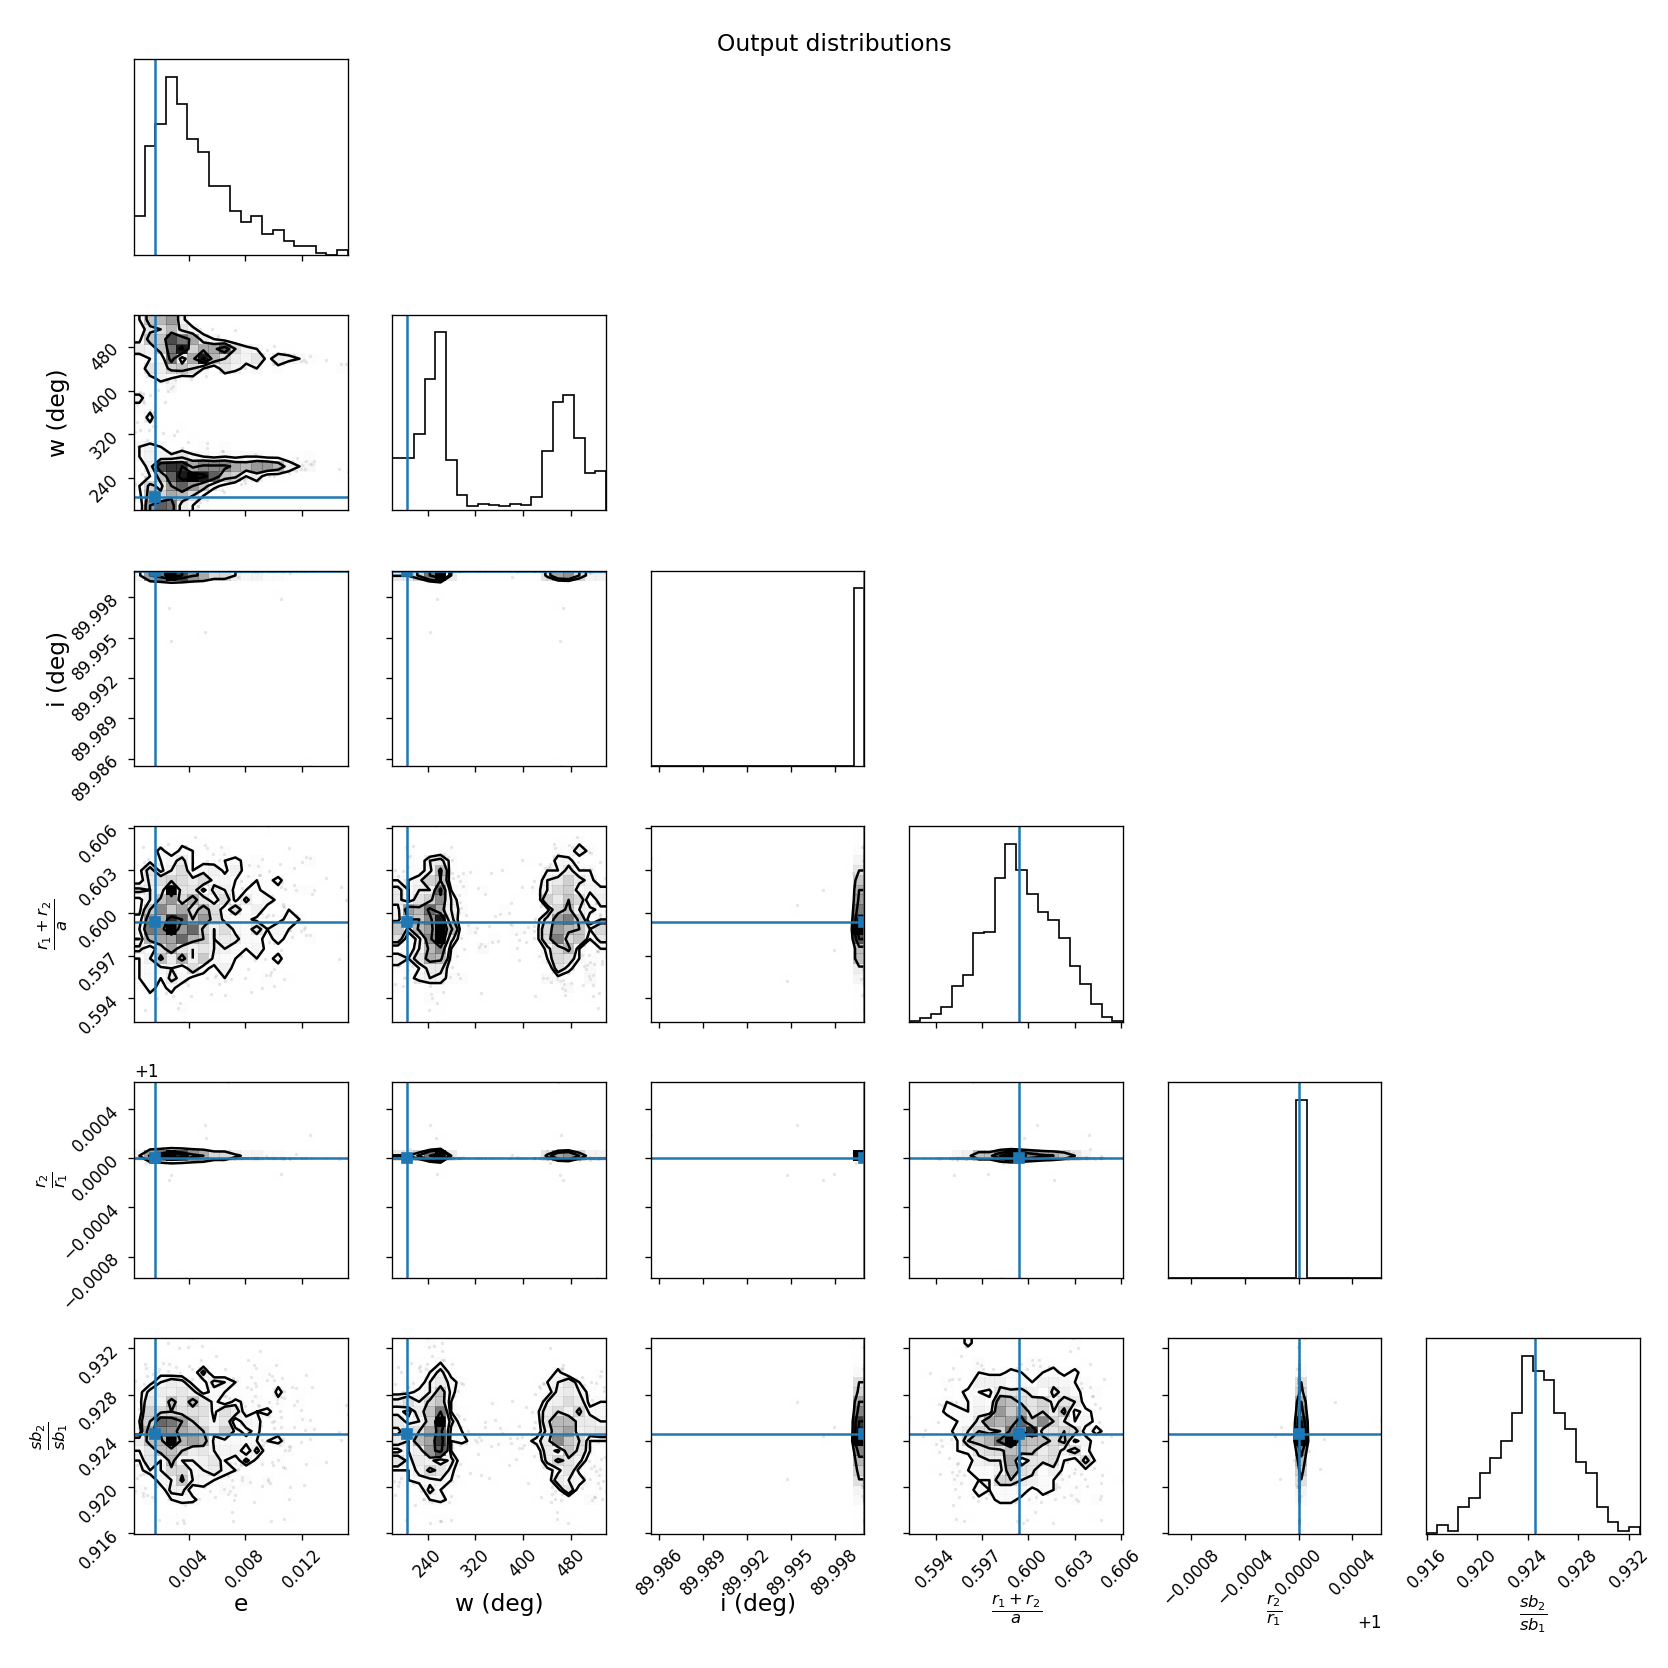 Output distributions
w (deg)
480
400
320
240
i (deg)
89.998
89.995
89.992
89.989
89.986
r₁ + r₂
a
0.606
0.603
0.600
0.597
0.594
+1
r₂
r₁
0.0004
0.0000
−0.0004
−0.0008
sb₂
sb₁
0.932
0.928
0.924
0.920
0.916
0.004 0.008 0.012
240 320 400 480
89.986 89.989 89.992 89.995 89.998
0.594 0.597 0.600 0.603 0.606
−0.0008 −0.0004 −0.0000 0.0004
0.916 0.920 0.924 0.928 0.932
e
w (deg)
i (deg)
r₁ + r₂
a
r₂
r₁
+1
sb₂
sb₁